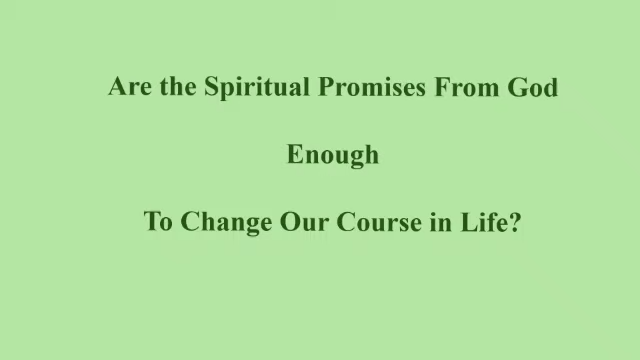 Are the Spiritual Promises From God
Enough
To Change Our Course in Life?